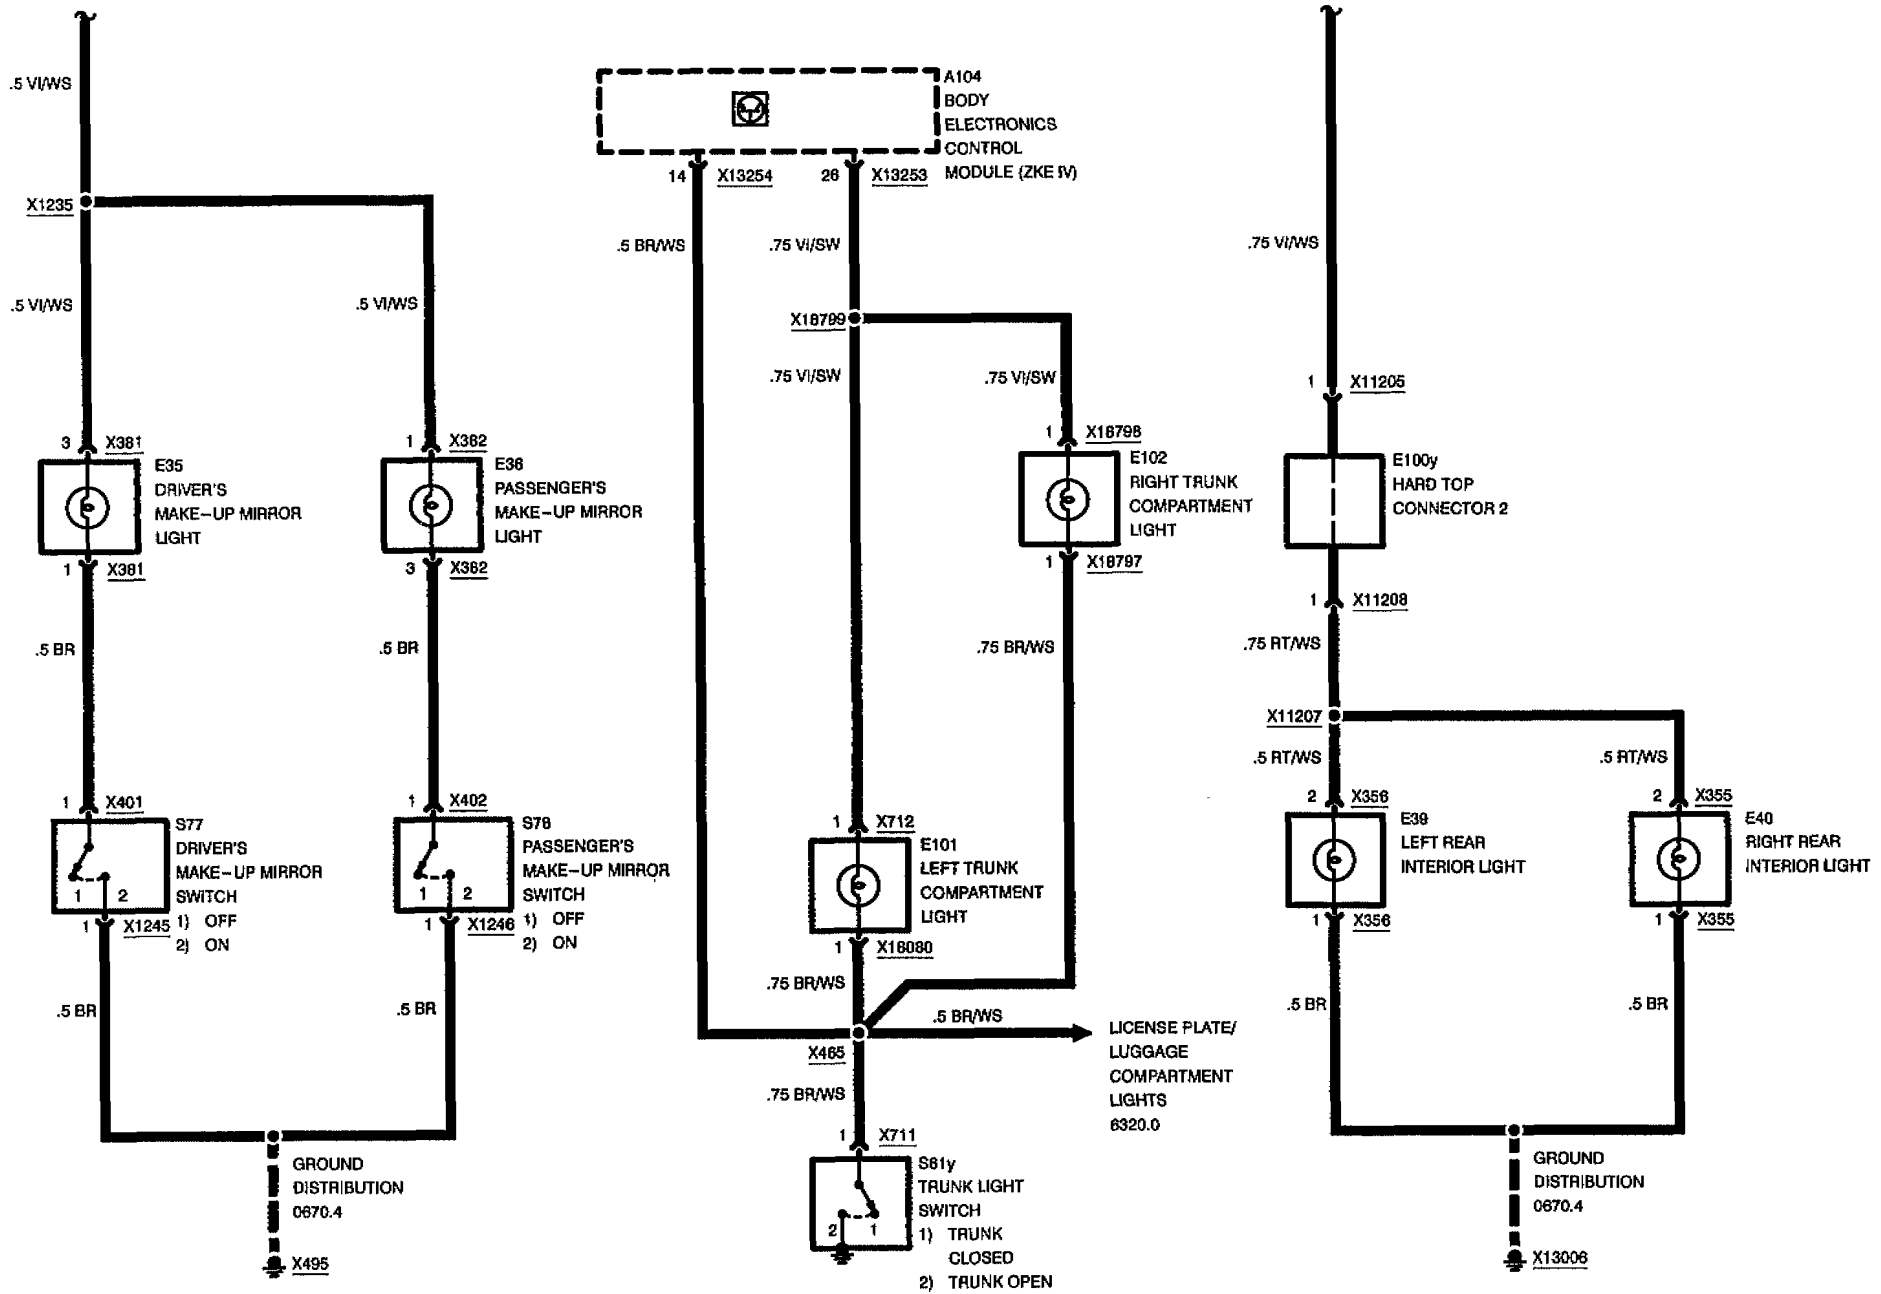 .5 VI/WS
X1235
.5 VI/WS
.5 VI/WS
3 X381
E35
DRIVER'S
MAKE-UP MIRROR
LIGHT
1 X381
1 X382
E36
PASSENGER'S
MAKE-UP MIRROR
LIGHT
3 X382
.5 BR
.5 BR
1 X401
S77
DRIVER'S
MAKE-UP MIRROR
SWITCH
1) OFF
2) ON
1 2
1 X1245
1 X402
S78
PASSENGER'S
MAKE-UP MIRROR
SWITCH
1) OFF
2) ON
1 2
1 X1246
.5 BR
.5 BR
GROUND
DISTRIBUTION
0670.4
X495
A104
BODY
ELECTRONICS
CONTROL
MODULE (ZKE IV)
14 X13254
26 X13253
.5 BR/WS
.75 VI/SW
X18799
.75 VI/SW
.75 VI/SW
1 X18798
E102
RIGHT TRUNK
COMPARTMENT
LIGHT
1 X18797
.75 BR/WS
1 X712
E101
LEFT TRUNK
COMPARTMENT
LIGHT
1 X18080
.75 BR/WS
.5 BR/WS
LICENSE PLATE/
LUGGAGE
COMPARTMENT
LIGHTS
6320.0
X465
.75 BR/WS
1 X711
S61y
TRUNK LIGHT
SWITCH
1) TRUNK
CLOSED
2) TRUNK OPEN
2 1
.75 VI/WS
1 X11205
E100y
HARD TOP
CONNECTOR 2
1 X11208
.75 RT/WS
X11207
.5 RT/WS
.5 RT/WS
2 X356
E39
LEFT REAR
INTERIOR LIGHT
1 X356
2 X355
E40
RIGHT REAR
INTERIOR LIGHT
1 X355
.5 BR
.5 BR
GROUND
DISTRIBUTION
0670.4
X13006